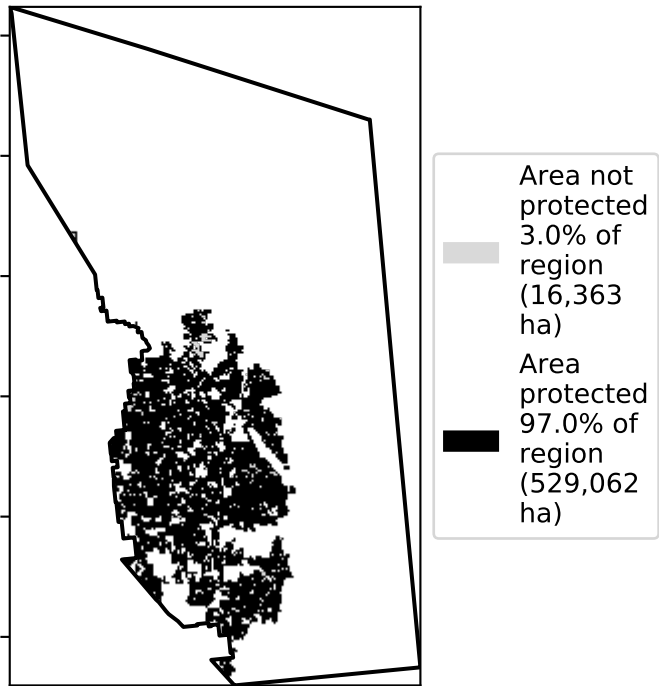 Area not
protected
3.0% of
region
(16,363
ha)
Area
protected
97.0% of
region
(529,062
ha)